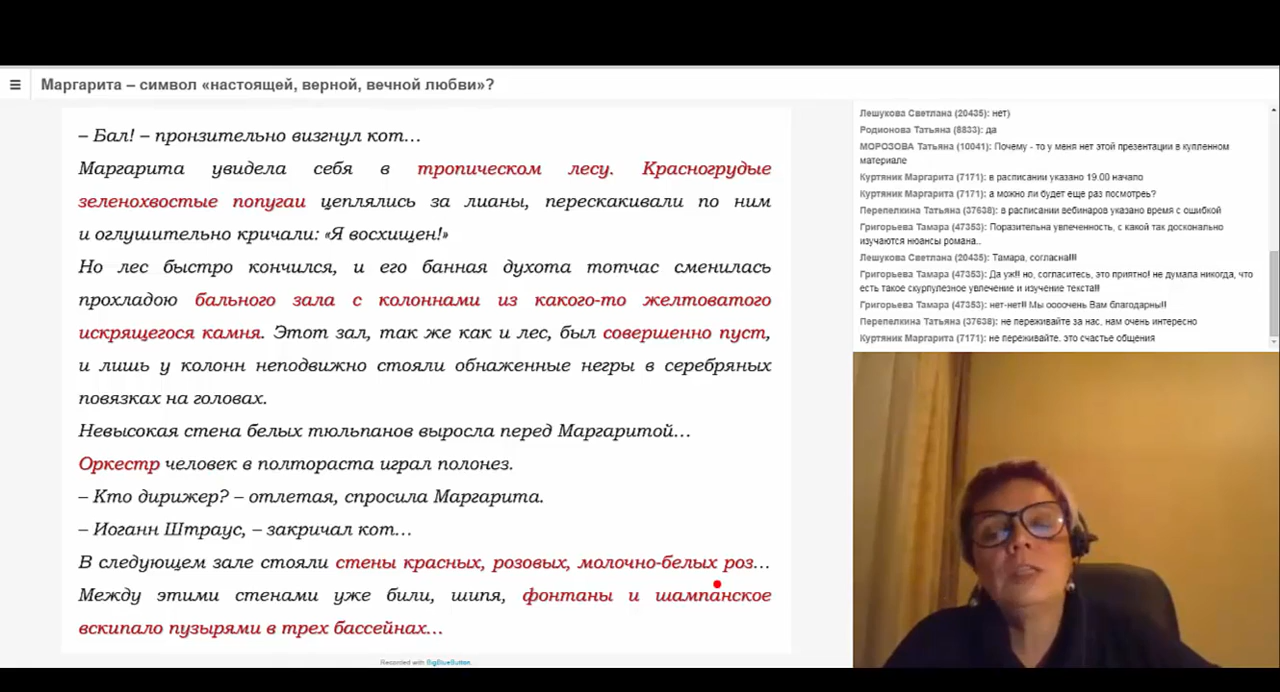 Маргарита – символ «настоящей, верной, вечной любви»?
– Бал! – пронзительно визгнул кот…
Маргарита увидела себя в тропическом лесу. Красногрудые
зеленохвостые попугаи цеплялись за лианы, перескакивали по ним
и оглушительно кричали: «Я восхищен!»
Но лес быстро кончился, и его банная духота тотчас сменилась
прохладою бального зала с колоннами из какого-то желтоватого
искрящегося камня. Этот зал, так же как и лес, был совершенно пуст,
и лишь у колонн неподвижно стояли обнаженные негры в серебряных
повязках на головах.
Невысокая стена белых тюльпанов выросла перед Маргаритой…
Оркестр человек в полтораста играл полонез.
– Кто дирижер? – отлетая, спросила Маргарита.
– Иоганн Штраус, – закричал кот…
В следующем зале стояли стены красных, розовых, молочно-белых роз…
Между этими стенами уже били, шипя, фонтаны и шампанское
вскипало пузырями в трех бассейнах…
Recorded with BigBlueButton.
Лешукова Светлана (20435): нет)
Родионова Татьяна (8833): да
МОРОЗОВА Татьяна (10041): Почему - то у меня нет этой презентации в купленном
материале
Куртяник Маргарита (7171): в расписании указано 19.00 начало
Куртяник Маргарита (7171): а можно ли будет еще раз посмотреь?
Перепелкина Татьяна (37638): в расписании вебинаров указано время с ошибкой
Григорьева Тамара (47353): Поразительна увлеченность, с какой так досконально
изучаются нюансы романа..
Лешукова Светлана (20435): Тамара, согласна!!!
Григорьева Тамара (47353): Да уж!! но, согласитесь, это приятно! не думала никогда, что
есть такое скурпулезное увлечение и изучение текста!!
Григорьева Тамара (47353): нет-нет!! Мы оооочень Вам благодарны!!
Перепелкина Татьяна (37638): не переживайте за нас, нам очень интересно
Куртяник Маргарита (7171): не переживайте, это счастье общения